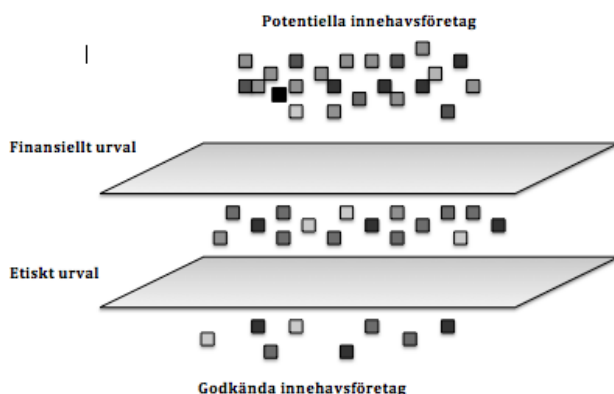 Potentiella innehavsföretag
Finansiellt urval
Etiskt urval
Godkända innehavsföretag